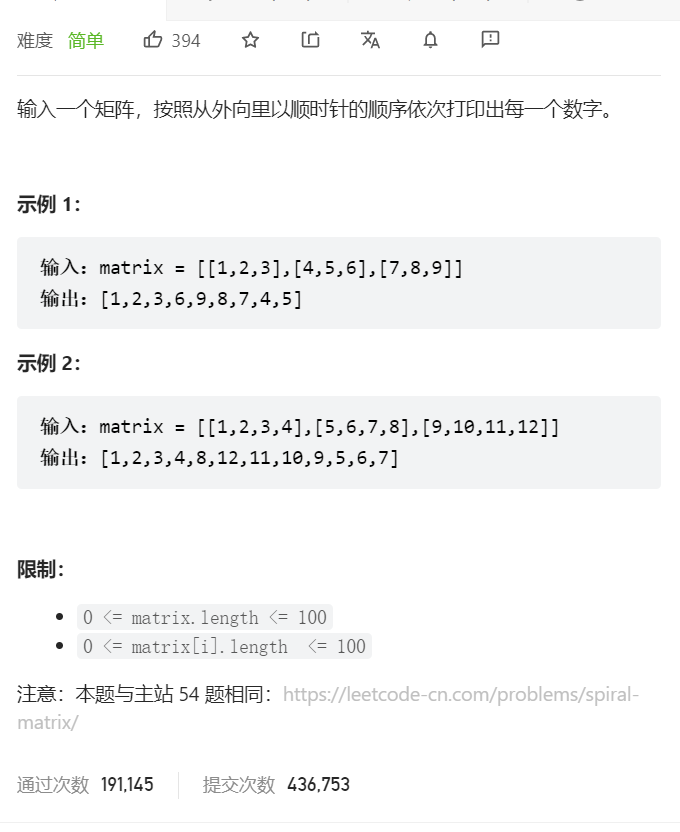 难度 简单 394
输入一个矩阵，按照从外向里以顺时针的顺序依次打印出每一个数字。
示例 1：
输入：matrix = [[1,2,3],[4,5,6],[7,8,9]]
输出：[1,2,3,6,9,8,7,4,5]
示例 2：
输入：matrix = [[1,2,3,4],[5,6,7,8],[9,10,11,12]]
输出：[1,2,3,4,8,12,11,10,9,5,6,7]
限制：
0 <= matrix.length <= 100
0 <= matrix[i].length <= 100
注意：本题与主站 54 题相同：https://leetcode-cn.com/problems/spiral-
matrix/
通过次数 191,145 提交次数 436,753